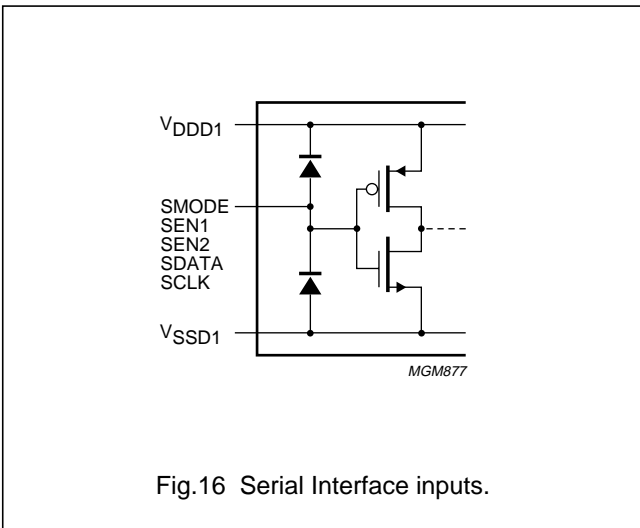 VDDD1
SMODE
SEN1
SEN2
SDATA
SCLK
VSSD1
MGM877
Fig.16 Serial Interface inputs.